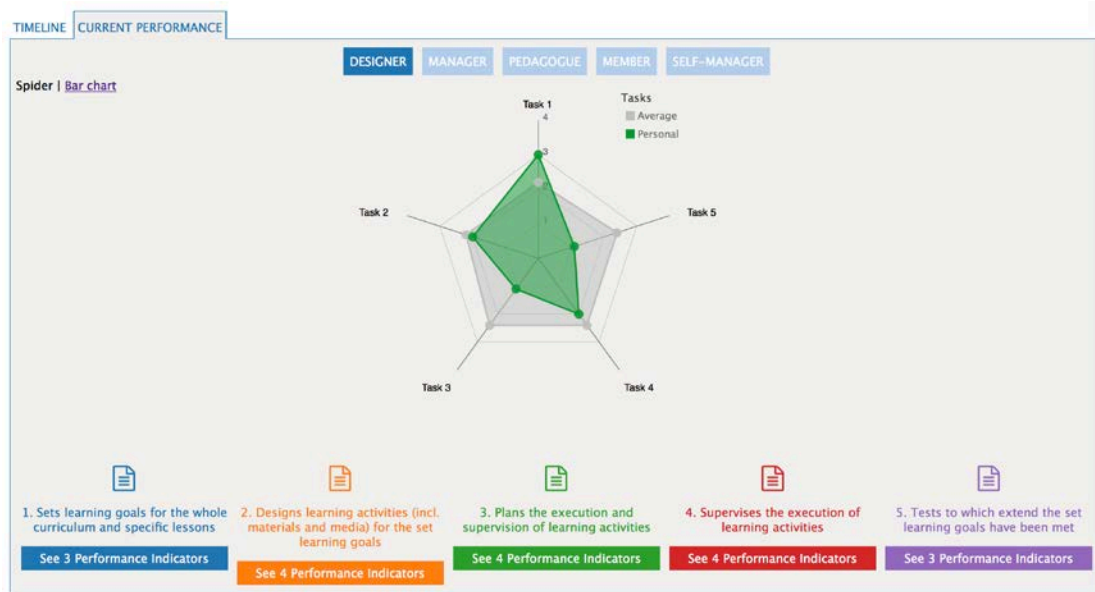 TIMELINE CURRENT PERFORMANCE
DESIGNER MANAGER PEDAGOGUE MEMBER SELF-MANAGER
Spider | Bar chart
Tasks
Average
Personal
Task 1
4
3
2
1
Task 2
Task 5
Task 3
Task 4
1. Sets learning goals for the whole
curriculum and specific lessons
See 3 Performance Indicators
2. Designs learning activities (incl.
materials and media) for the set
learning goals
See 4 Performance Indicators
3. Plans the execution and
supervision of learning activities
See 4 Performance Indicators
4. Supervises the execution of
learning activities
See 4 Performance Indicators
5. Tests to which extend the set
learning goals have been met
See 3 Performance Indicators